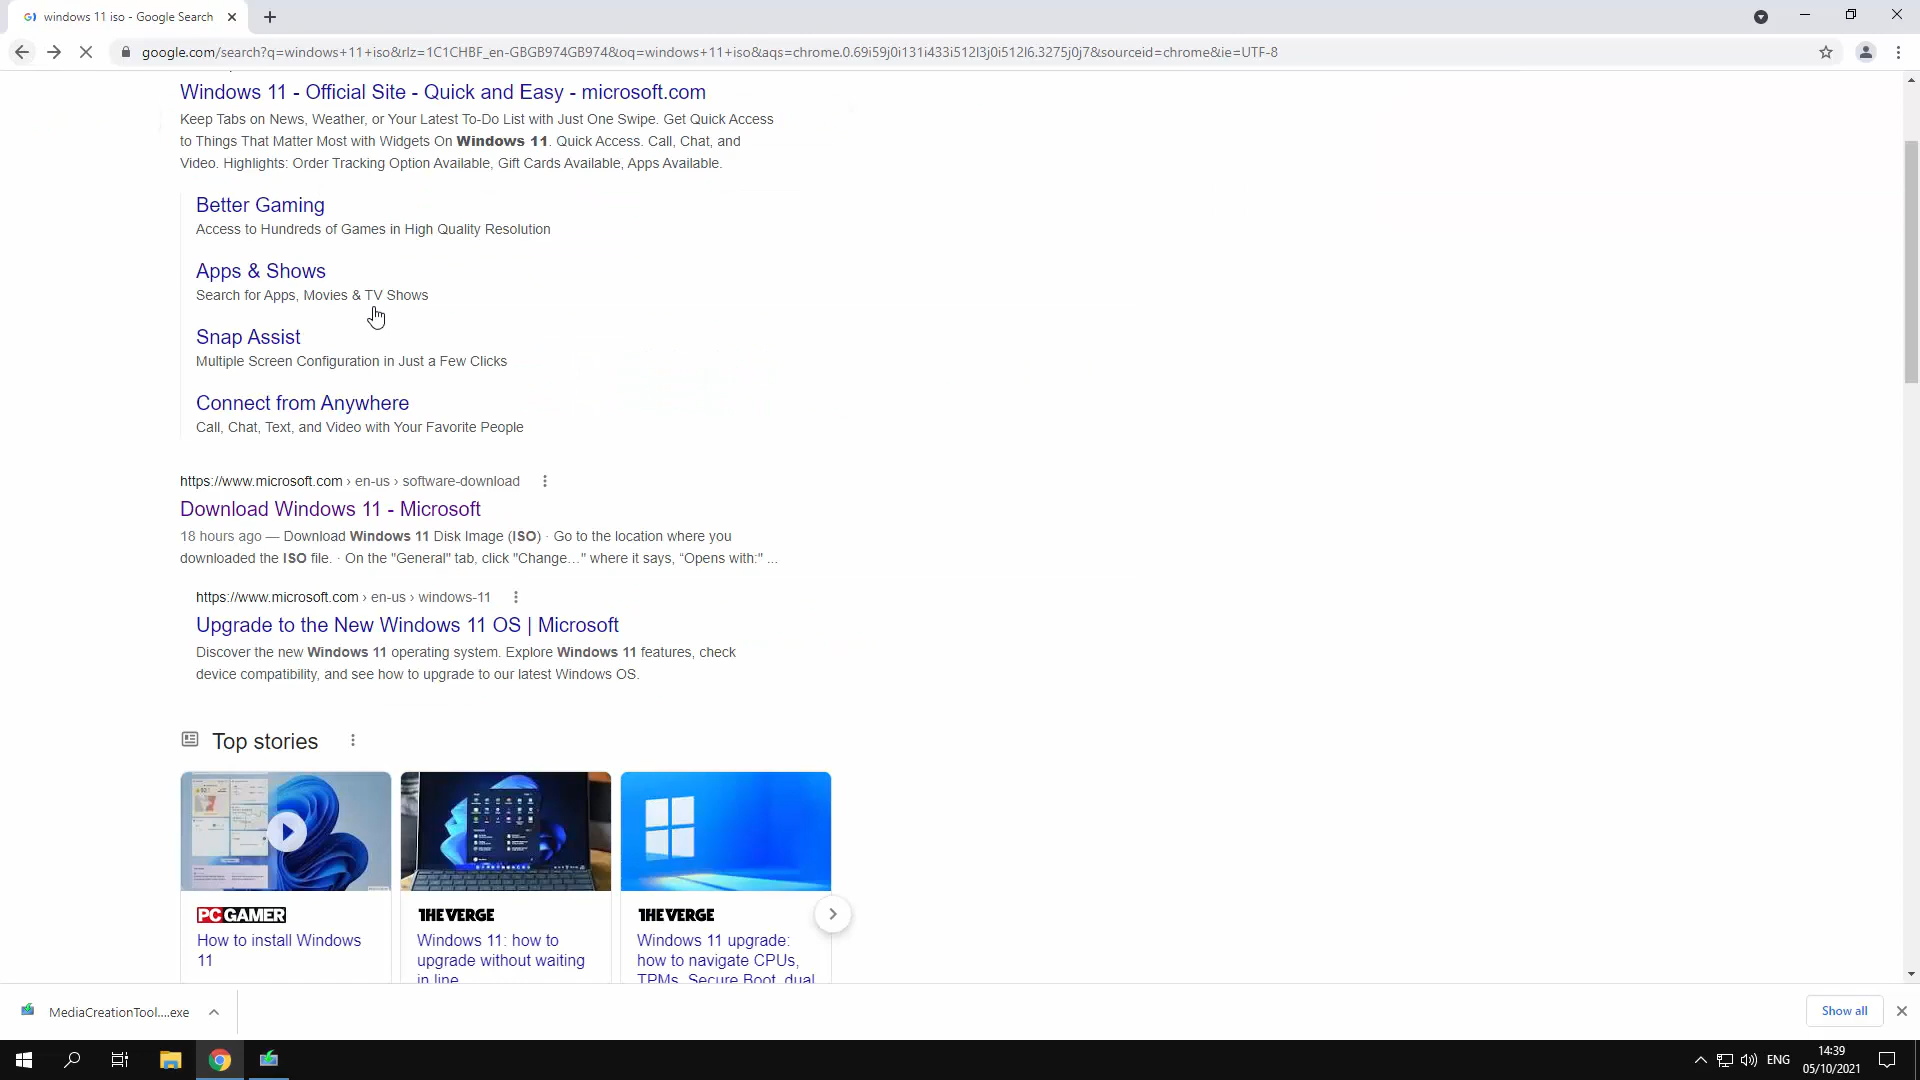 windows 11 iso - Google Search
google.com/search?q=windows+11+iso&rlz=1C1CHBF_en-GBGB974GB974&oq=windows+11+iso&aqs=chrome.0.69i59j0i131i433i512l3j0i512l6.3275j0j7&sourceid=chrome&ie=UTF-8
Windows 11 - Official Site - Quick and Easy - microsoft.com
Keep Tabs on News, Weather, or Your Latest To-Do List with Just One Swipe. Get Quick Access
to Things That Matter Most with Widgets On Windows 11. Quick Access. Call, Chat, and
Video. Highlights: Order Tracking Option Available, Gift Cards Available, Apps Available.
Better Gaming
Access to Hundreds of Games in High Quality Resolution
Apps & Shows
Search for Apps, Movies & TV Shows
Snap Assist
Multiple Screen Configuration in Just a Few Clicks
Connect from Anywhere
Call, Chat, Text, and Video with Your Favorite People
https://www.microsoft.com › en-us › software-download
Download Windows 11 - Microsoft
18 hours ago — Download Windows 11 Disk Image (ISO) · Go to the location where you
downloaded the ISO file. · On the "General" tab, click "Change…" where it says, “Opens with:” ...
https://www.microsoft.com › en-us › windows-11
Upgrade to the New Windows 11 OS | Microsoft
Discover the new Windows 11 operating system. Explore Windows 11 features, check
device compatibility, and see how to upgrade to our latest Windows OS.
Top stories
PC GAMER
How to install Windows
11
THE VERGE
Windows 11: how to
upgrade without waiting
in line
THE VERGE
Windows 11 upgrade:
how to navigate CPUs,
TPMs, Secure Boot, dual
MediaCreationTool....exe
Show all
ENG
14:39
05/10/2021